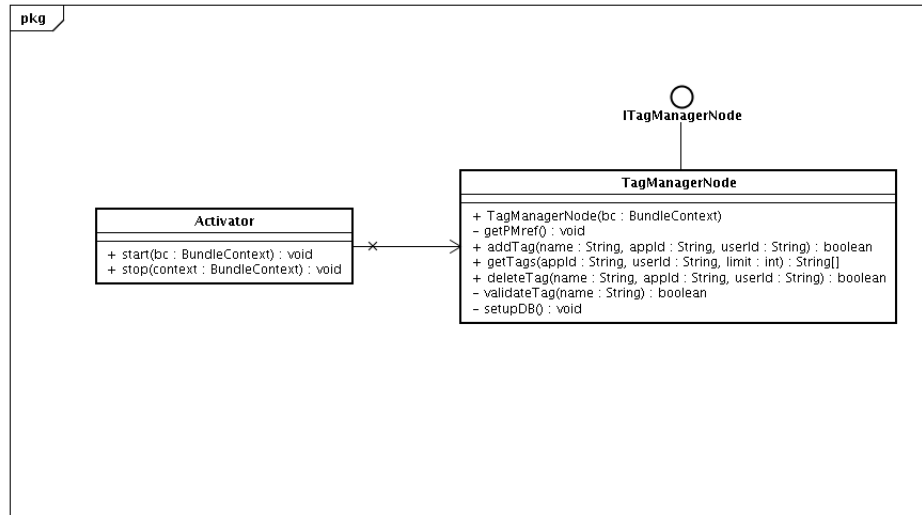 pkg
ITagManagerNode
TagManagerNode
+ TagManagerNode(bc : BundleContext)
– getPMref() : void
+ addTag(name : String, appId : String, userId : String) : boolean
+ getTags(appId : String, userId : String, limit : int) : String[]
+ deleteTag(name : String, appId : String, userId : String) : boolean
– validateTag(name : String) : boolean
– setupDB() : void
Activator
+ start(bc : BundleContext) : void
+ stop(context : BundleContext) : void